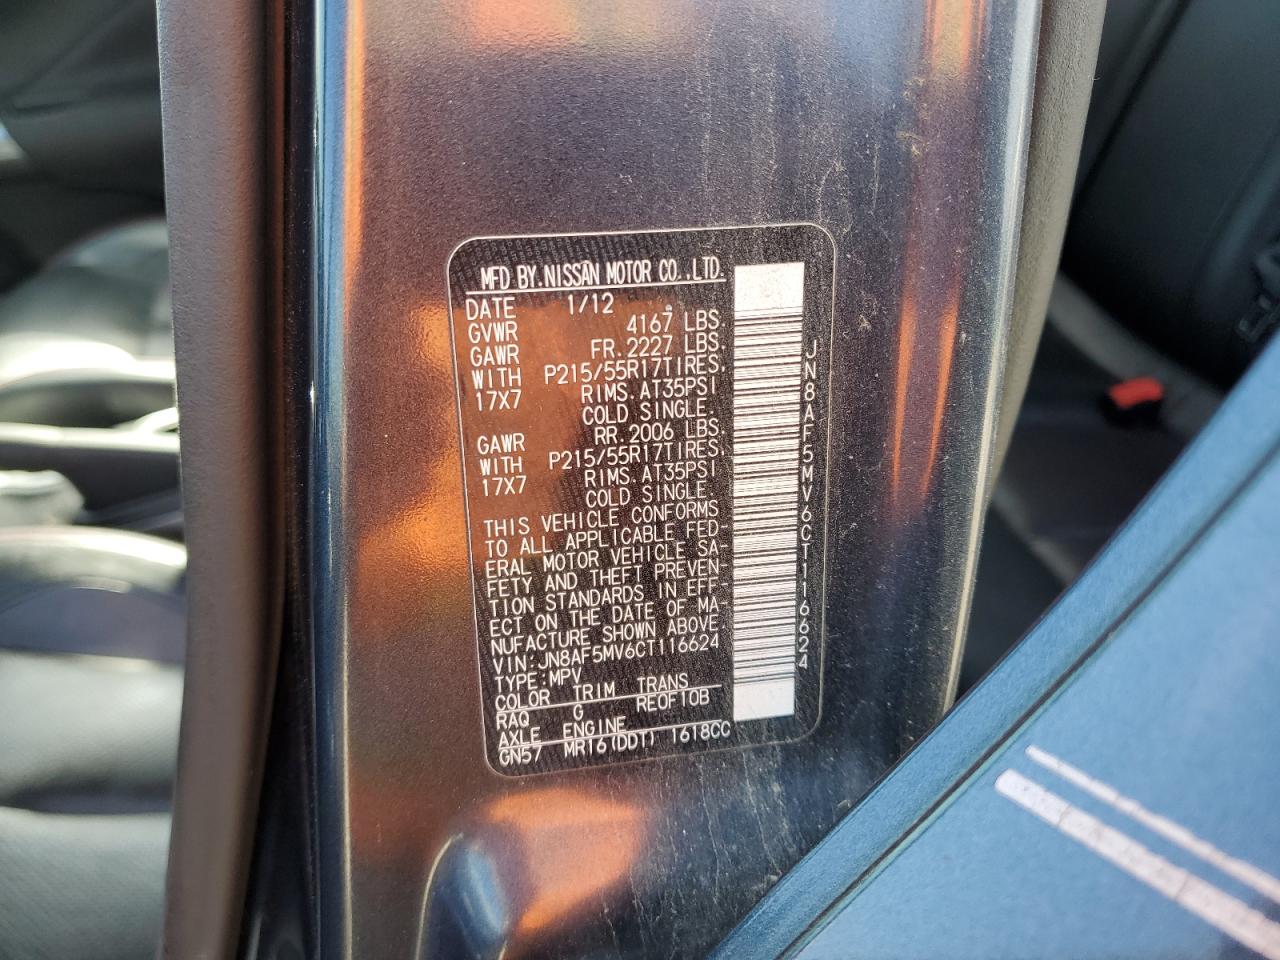 MFD BY.NISSAN MOTOR CO.,LTD.
DATE 1/12
GVWR 4167 LBS.
GAWR FR.2227 LBS.
WITH P215/55R17TIRES,
17X7 RIMS.AT35PSI
COLD SINGLE.
GAWR RR.2006 LBS.
WITH P215/55R17TIRES,
17X7 RIMS.AT35PSI
COLD SINGLE.
THIS VEHICLE CONFORMS
TO ALL APPLICABLE FED
ERAL MOTOR VEHICLE SA-
FETY AND THEFT PREVEN
TION STANDARDS IN EFF
ECT ON THE DATE OF MA-
NUFACTURE SHOWN ABOVE.
VIN:JN8AF5MV6CT116624
TYPE:MPV
COLOR TRIM TRANS
RAQ G RE0F10B
AXLE ENGINE
GN57 MR16(DDT) 1618CC
JN8AF5MV6CT116624